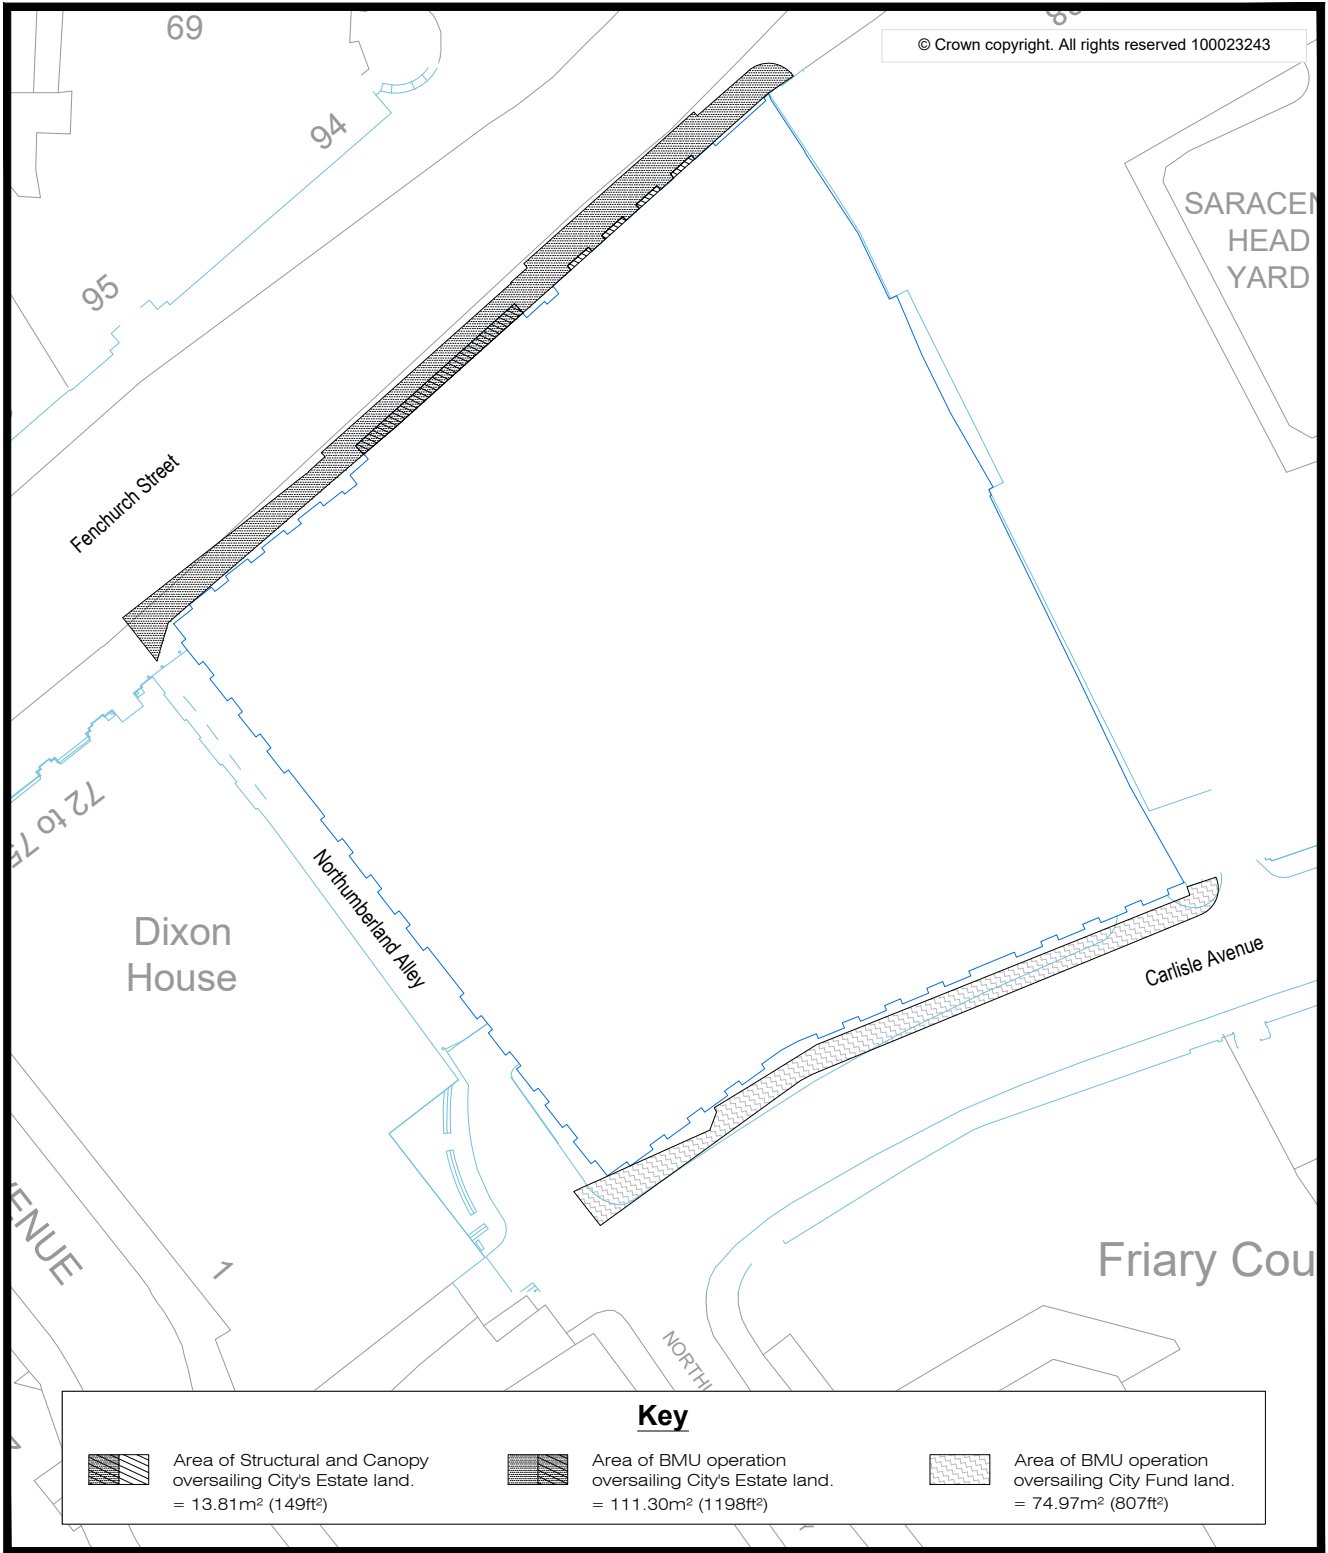 69
© Crown copyright. All rights reserved 100023243
94
SARACEN
HEAD
YARD
95
Fenchurch Street
72 to 75
Northumberland Alley
Dixon
House
Carlisle Avenue
ENUE
1
Friary Cou
NORTH
Key
Area of Structural and Canopy
oversailing City's Estate land.
= 13.81m² (149ft²)
Area of BMU operation
oversailing City's Estate land.
= 111.30m² (1198ft²)
Area of BMU operation
oversailing City Fund land.
= 74.97m² (807ft²)